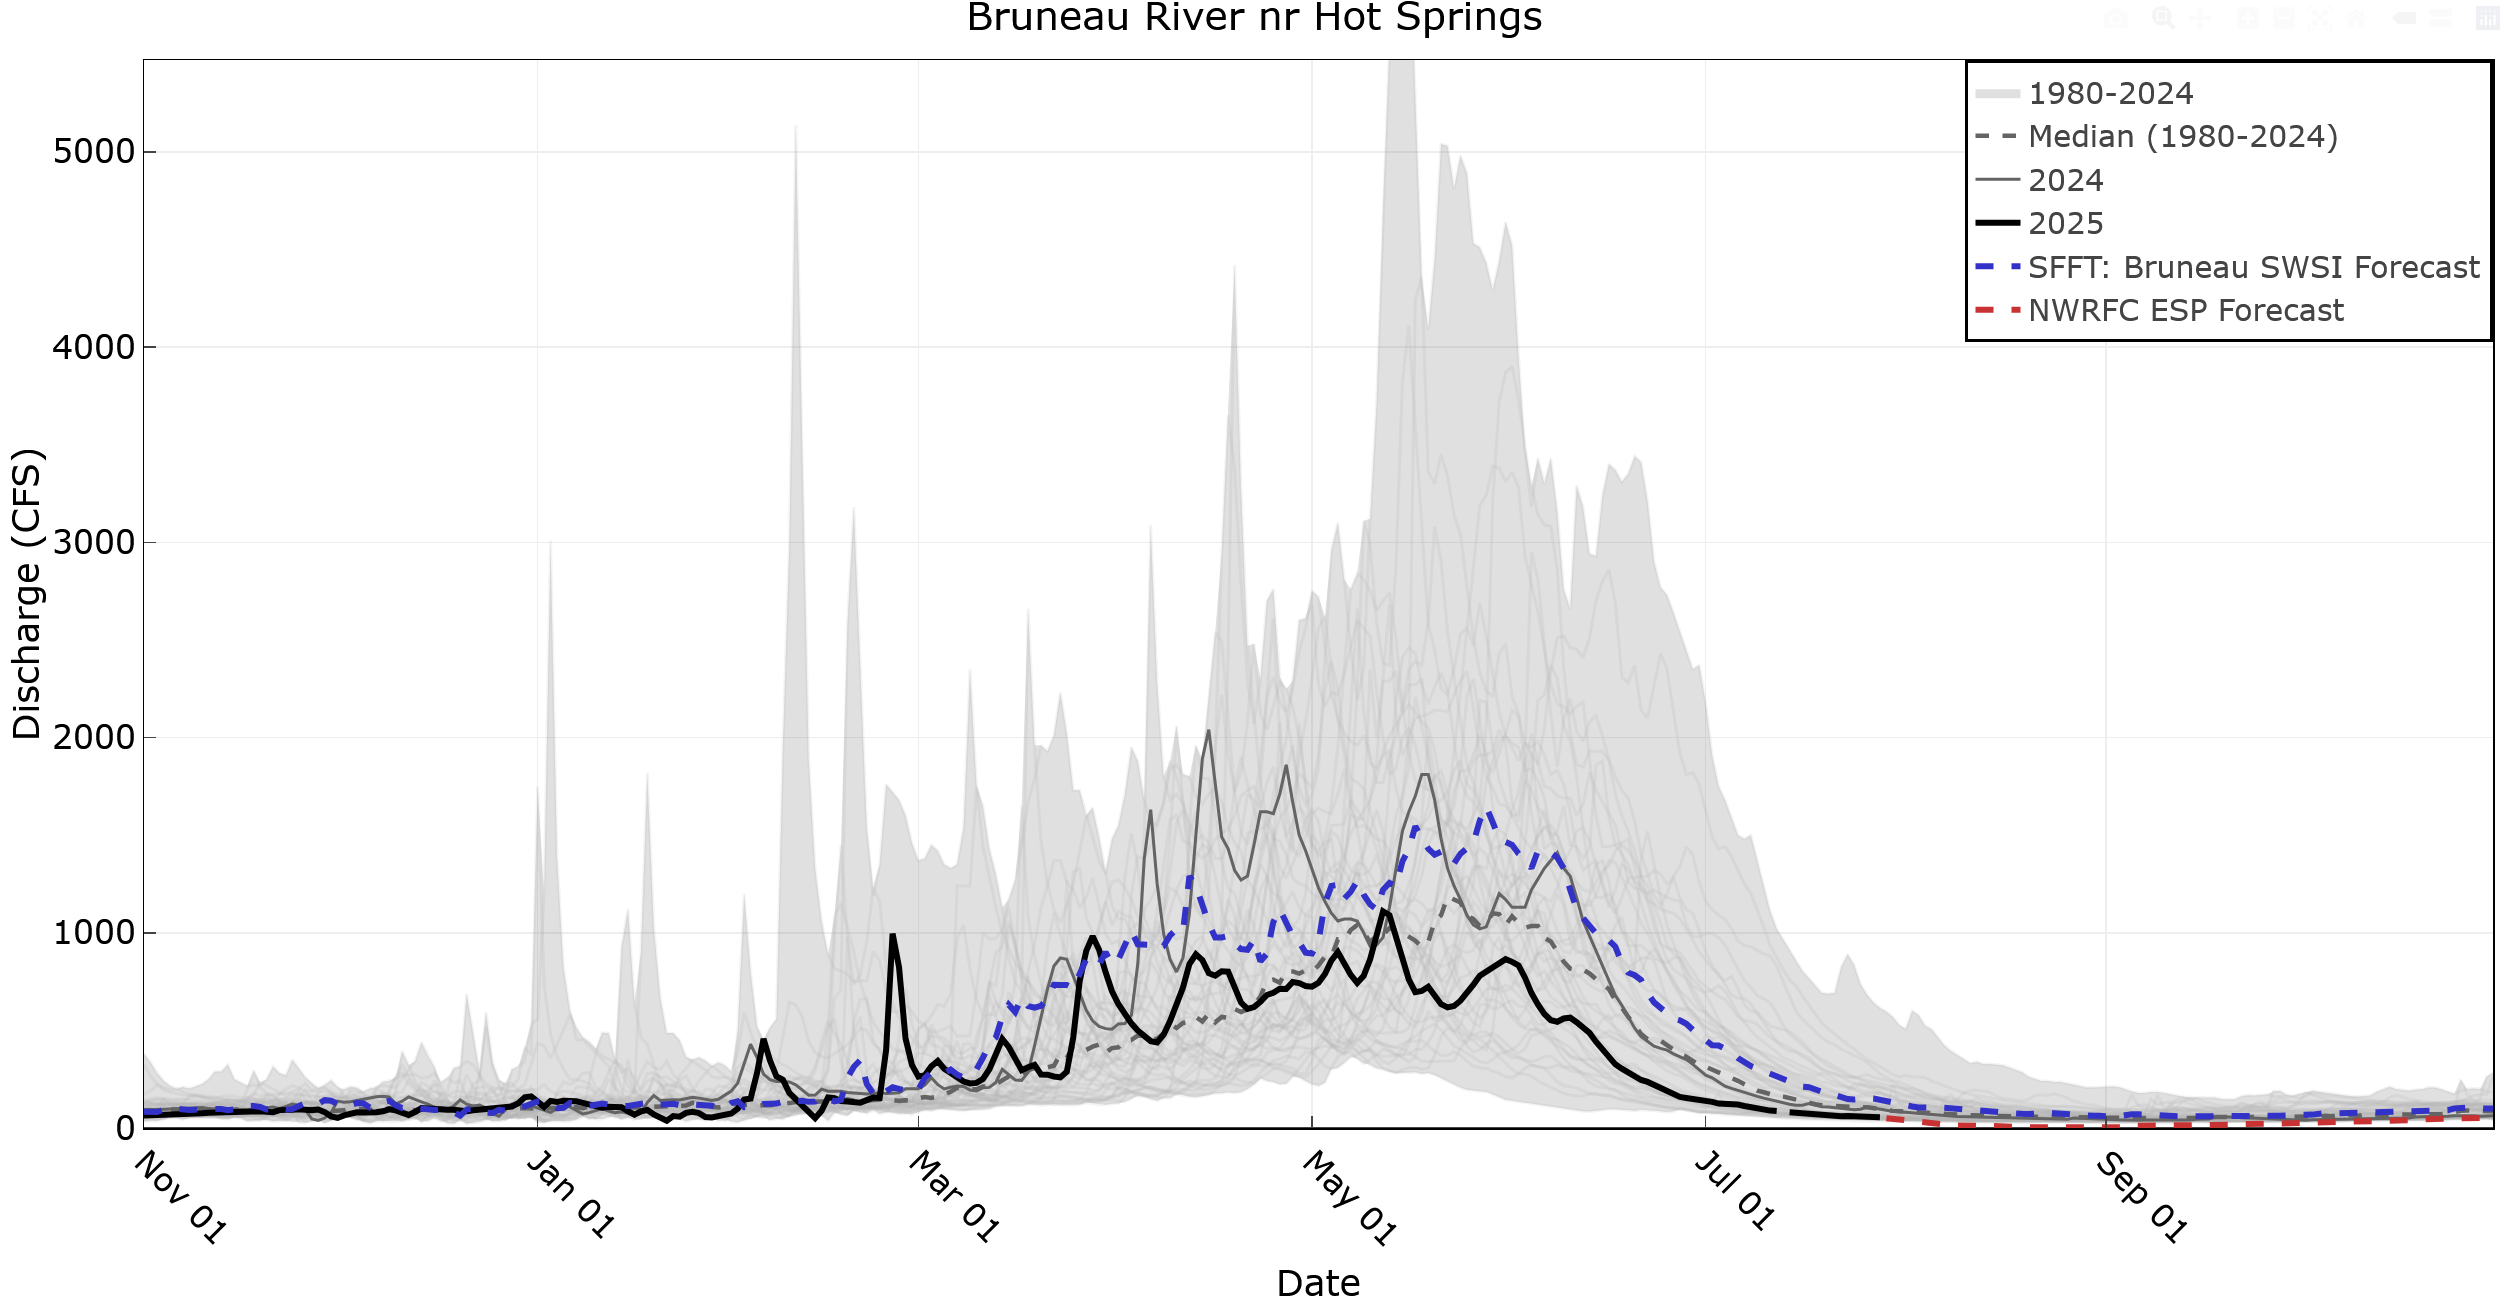 Bruneau River nr Hot Springs
1980-2024
Median (1980-2024)
2024
2025
SFFT: Bruneau SWSI Forecast
NWRFC ESP Forecast
5000
4000
3000
2000
1000
0
Discharge (CFS)
Nov 01
Jan 01
Mar 01
May 01
Jul 01
Sep 01
Date